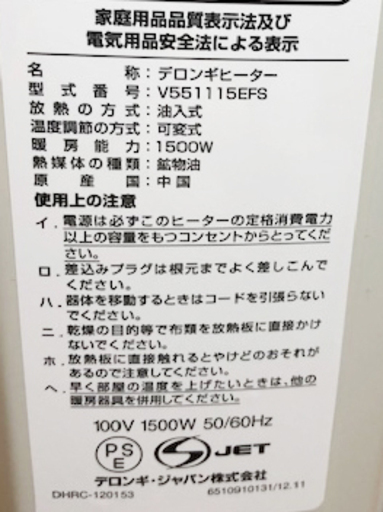 家庭用品品質表示法及び
電気用品安全法による表示
名称：デロンギヒーター
型式番号：V551115EFS
放熱の方式：油入式
温度調節の方式：可変式
暖房能力：1500W
熱媒体の種類：鉱物油
原産国：中国
使用上の注意
イ．電源は必ずこのヒーターの定格消費電力
以上の容量をもつコンセントからとってくだ
さい。
ロ．差込みプラグは根元までよく差しこんで
ください。
ハ．器体を移動するときはコードを引張らない
でください。
ニ．乾燥の目的等で布類を放熱板に直接かけ
ないでください。
ホ．放熱板に直接触れるとやけどのおそれが
あるので注意してください。
ヘ．早く部屋の温度を上げたいときは、他の
暖房器具を併用してください。
100V 1500W 50/60Hz
PS
E
JET
デロンギ・ジャパン株式会社
DHRC-120153 6510910131/12.11